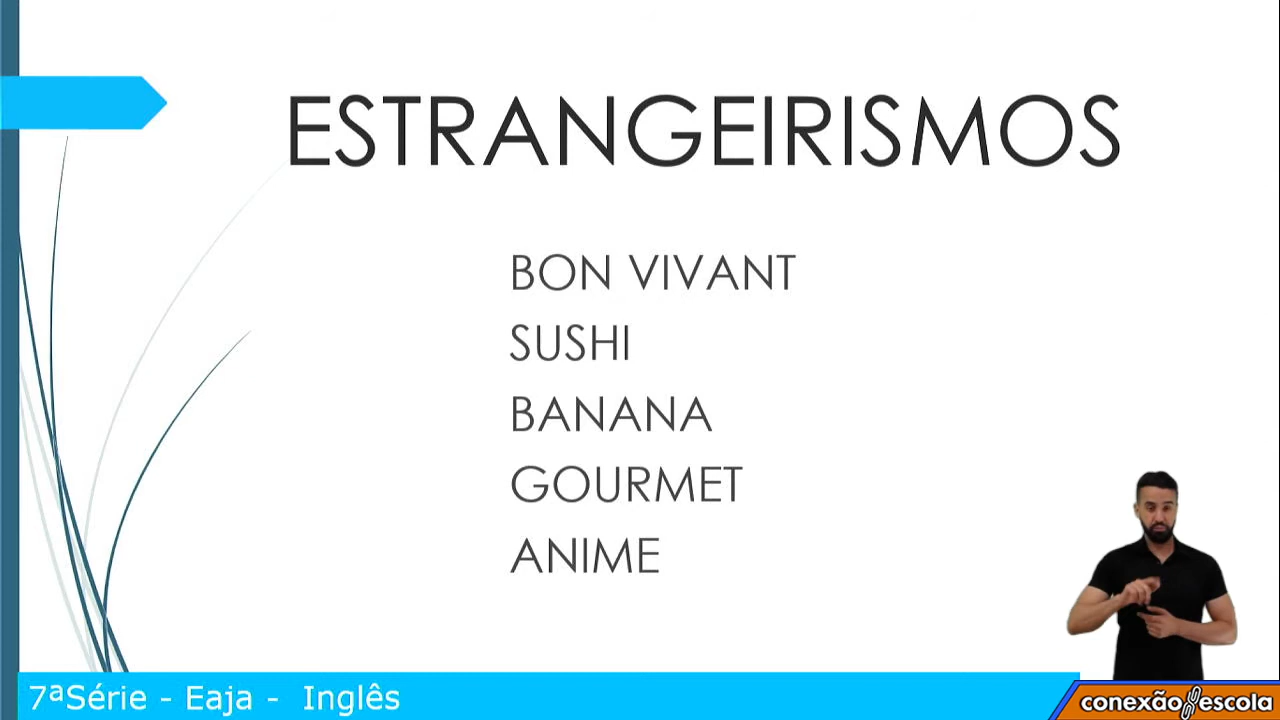 ESTRANGEIRISMOS
BON VIVANT
SUSHI
BANANA
GOURMET
ANIME
7ªSérie - Eaja - Inglês
conexão escola